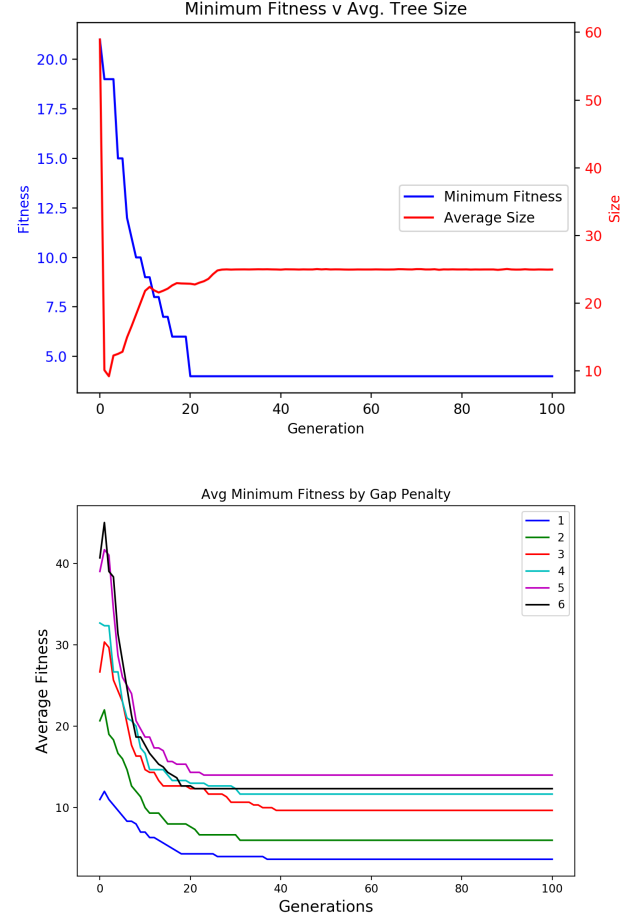 Minimum Fitness v Avg. Tree Size
20.0
17.5
15.0
12.5
10.0
7.5
5.0
Fitness
60
50
40
30
20
10
Size
Minimum Fitness
Average Size
0 20 40 60 80 100
Generation
Avg Minimum Fitness by Gap Penalty
40
30
20
10
Average Fitness
1
2
3
4
5
6
0 20 40 60 80 100
Generations